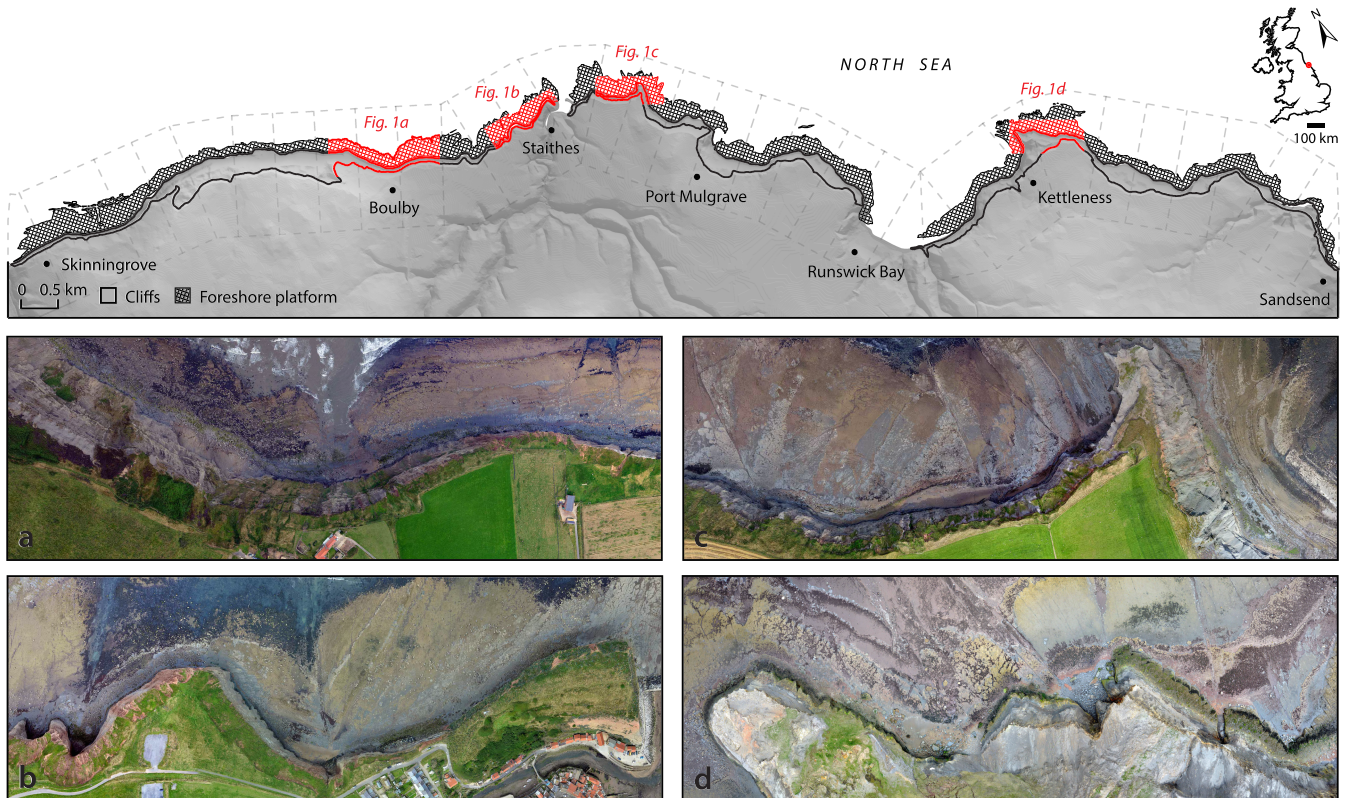 Fig. 1c
N
NORTH SEA
Fig. 1b
Fig. 1d
Fig. 1a
100 km
Staithes
Port Mulgrave
Kettleness
Boulby
Skinningrove
Runswick Bay
0 0.5 km
Cliffs
Foreshore platform
Sandsend
a
c
b
d